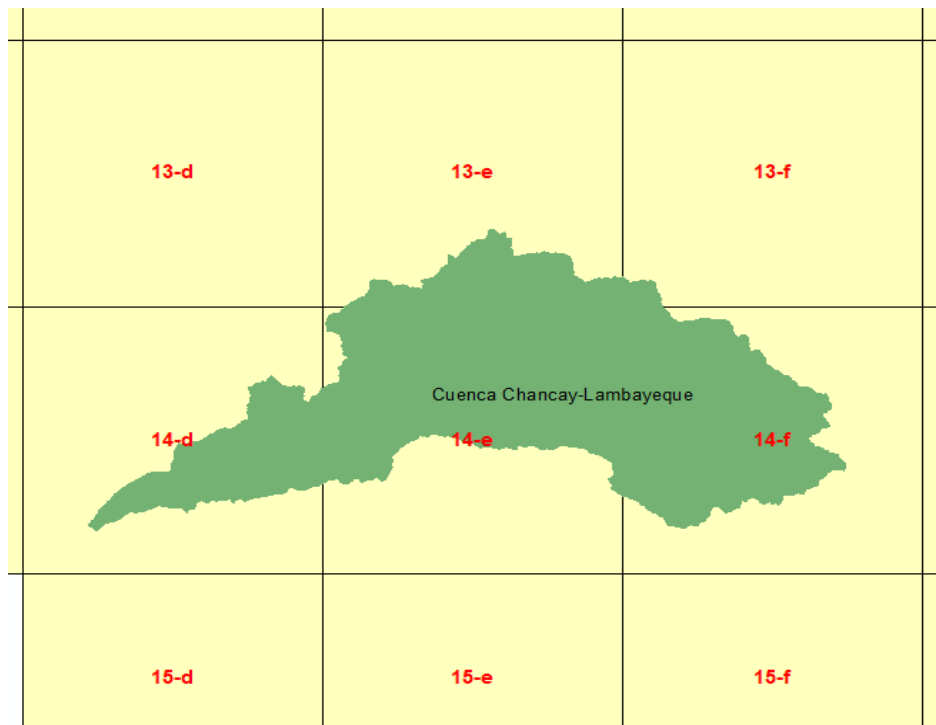 13-d
13-e
13-f
Cuenca Chancay-Lambayeque
14-d
14-e
14-f
15-d
15-e
15-f